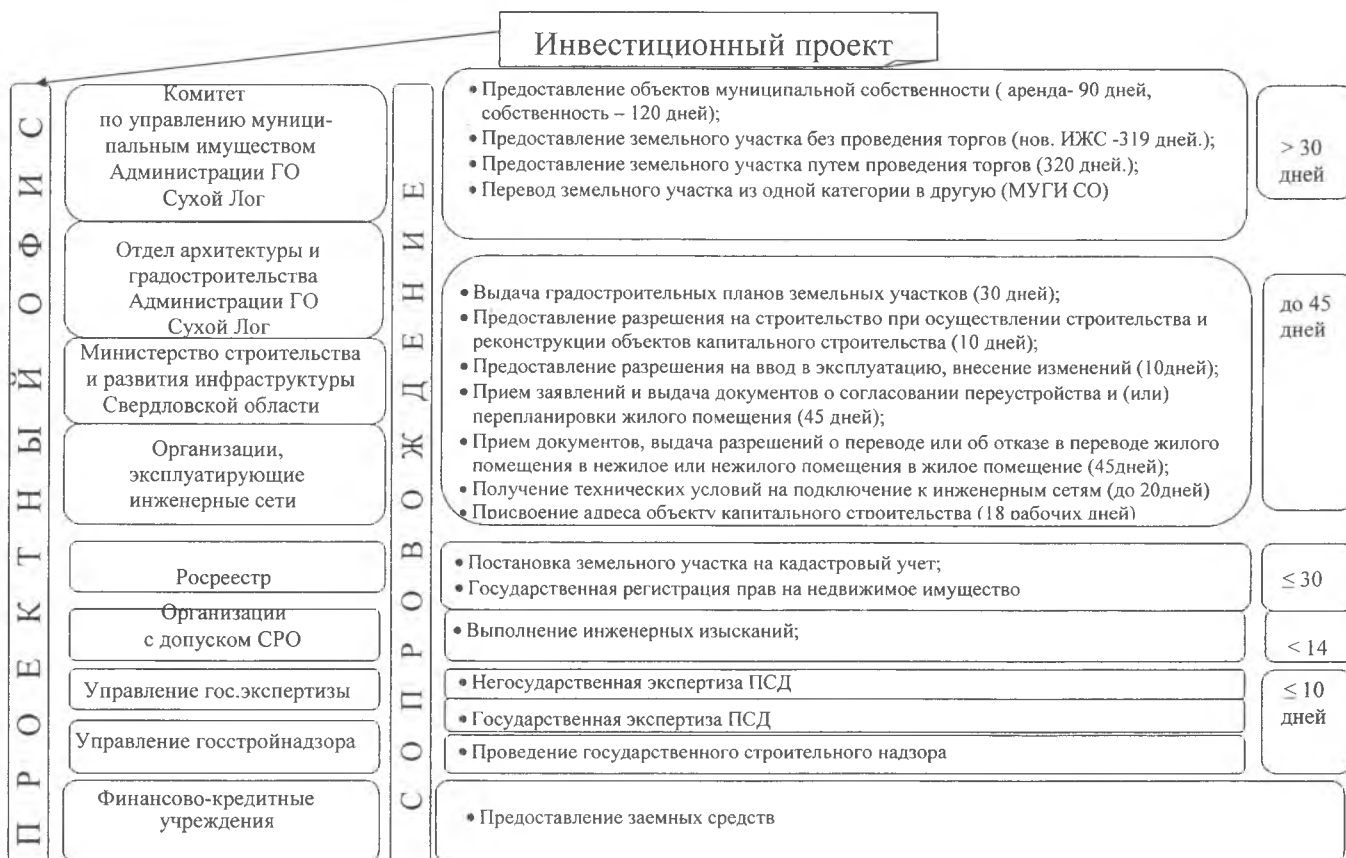 Инвестиционный проект
ПРОЕКТНЫЙ ОФИС
Комитет
по управлению муници-
пальным имуществом
Администрации ГО
Сухой Лог
Отдел архитектуры и
градостроительства
Администрации ГО
Сухой Лог
Министерство строительства
и развития инфраструктуры
Свердловской области
Организации,
эксплуатирующие
инженерные сети
Росреестр
Организации
с допуском СРО
Управление гос.экспертизы
Управление госстройнадзора
Финансово-кредитные
учреждения
СОПРОВОЖДЕНИЕ
• Предоставление объектов муниципальной собственности ( аренда- 90 дней,
собственность – 120 дней);
• Предоставление земельного участка без проведения торгов (нов. ИЖС -319 дней.);
• Предоставление земельного участка путем проведения торгов (320 дней.);
• Перевод земельного участка из одной категории в другую (МУГИ СО)
> 30
дней
• Выдача градостроительных планов земельных участков (30 дней);
• Предоставление разрешения на строительство при осуществлении строительства и
реконструкции объектов капитального строительства (10 дней);
• Предоставление разрешения на ввод в эксплуатацию, внесение изменений (10дней);
• Прием заявлений и выдача документов о согласовании переустройства и (или)
перепланировки жилого помещения (45 дней);
• Прием документов, выдача разрешений о переводе или об отказе в переводе жилого
помещения в нежилое или нежилого помещения в жилое помещение (45дней);
• Получение технических условий на подключение к инженерным сетям (до 20дней)
• Присвоение адреса объекту капитального строительства (18 рабочих дней)
до 45
дней
• Постановка земельного участка на кадастровый учет;
• Государственная регистрация прав на недвижимое имущество
≤ 30
• Выполнение инженерных изысканий;
< 14
• Негосударственная экспертиза ПСД
• Государственная экспертиза ПСД
• Проведение государственного строительного надзора
≤ 10
дней
• Предоставление заемных средств